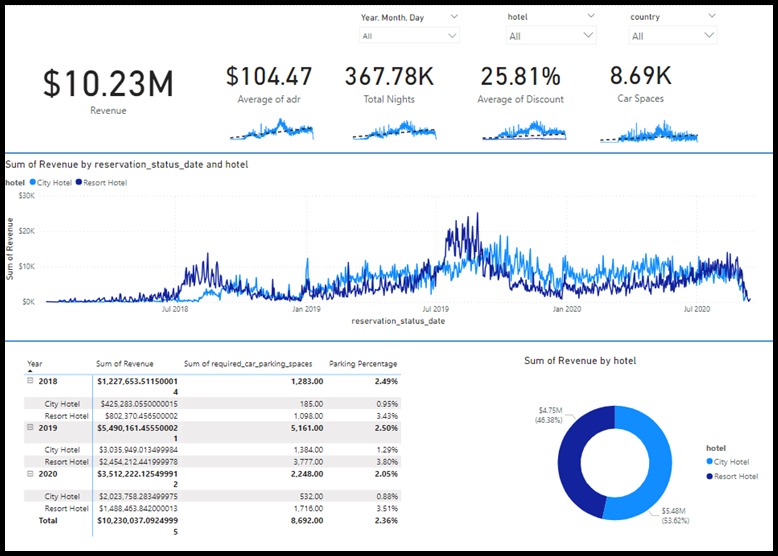 Year, Month, Day
hotel
country
All
All
All
$10.23M
$104.47
367.78K
25.81%
8.69K
Revenue
Average of adr
Total Nights
Average of Discount
Car Spaces
Sum of Revenue by reservation_status_date and hotel
hotel City Hotel Resort Hotel
$30K
$20K
$10K
$0K
Sum of Revenue
Jul 2018
Jan 2019
Jul 2019
Jan 2020
Jul 2020
reservation_status_date
Year Sum of Revenue Sum of required_car_parking_spaces Parking Percentage
2018 $1,227,653.51150001 1,283.00 2.49%
4
City Hotel $425,283.0550000015 185.00 0.95%
Resort Hotel $802,370.456500002 1,098.00 3.43%
2019 $5,490,161.45550002 5,161.00 2.50%
1
City Hotel $3,035,949.013499984 1,384.00 1.29%
Resort Hotel $2,454,212.441999978 3,777.00 3.80%
2020 $3,512,222.12549991 2,248.00 2.05%
2
City Hotel $2,023,758.283499975 532.00 0.88%
Resort Hotel $1,488,463.842000013 1,716.00 3.51%
Total $10,230,037.0924999 8,692.00 2.36%
5
Sum of Revenue by hotel
$4.75M
(46.38%)
$5.48M
(53.62%)
hotel
City Hotel
Resort Hotel